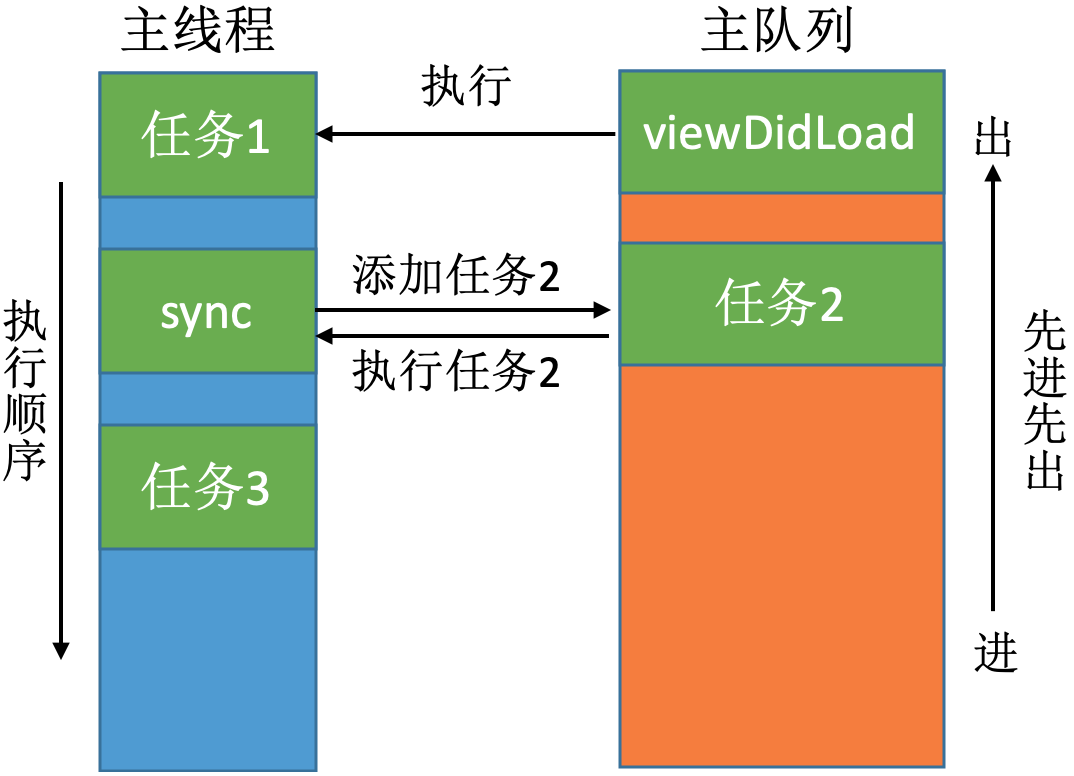 主线程
主队列
执行
任务1
viewDidLoad
出
添加任务2
sync
任务2
执行任务2
执行顺序
先进先出
任务3
进